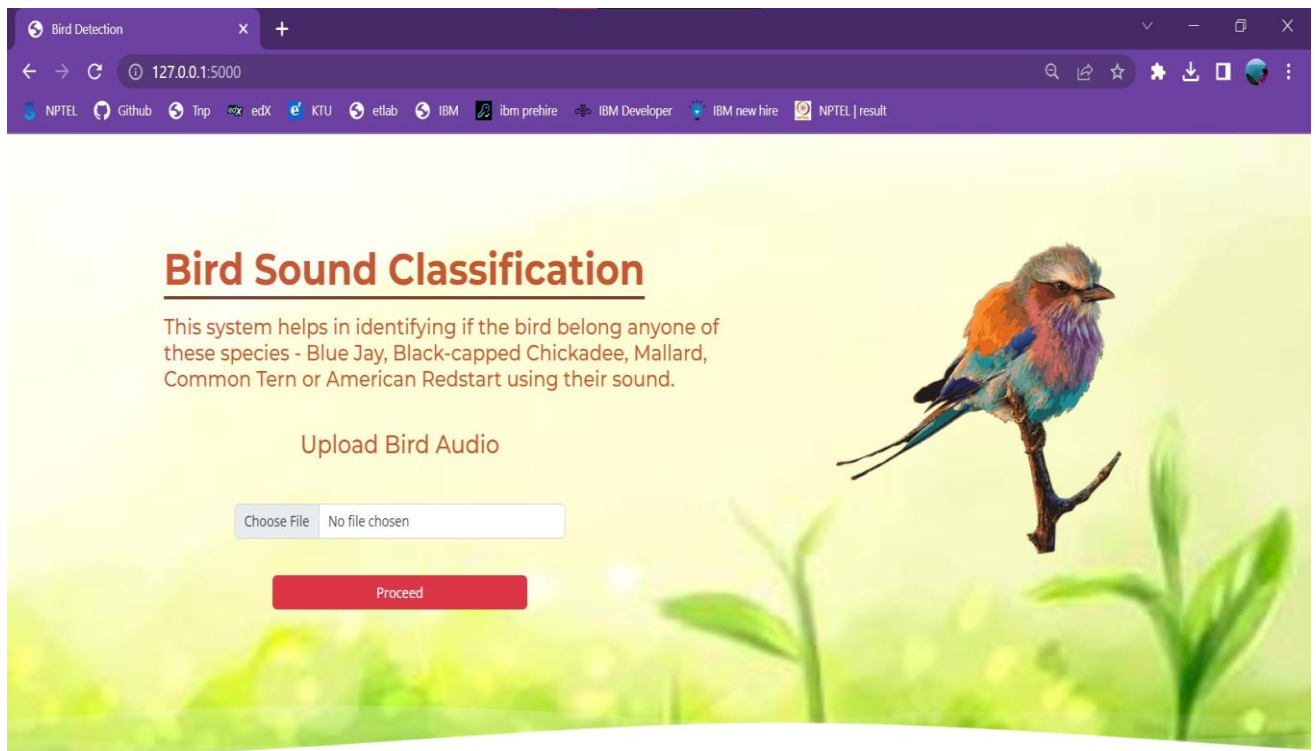 Bird Detection
127.0.0.1:5000
NPTEL Github Tnp edX edX KTU etlab IBM ibm prehire IBM Developer IBM new hire NPTEL | result
Bird Sound Classification
This system helps in identifying if the bird belong anyone of
these species - Blue Jay, Black-capped Chickadee, Mallard,
Common Tern or American Redstart using their sound.
Upload Bird Audio
Choose File No file chosen
Proceed